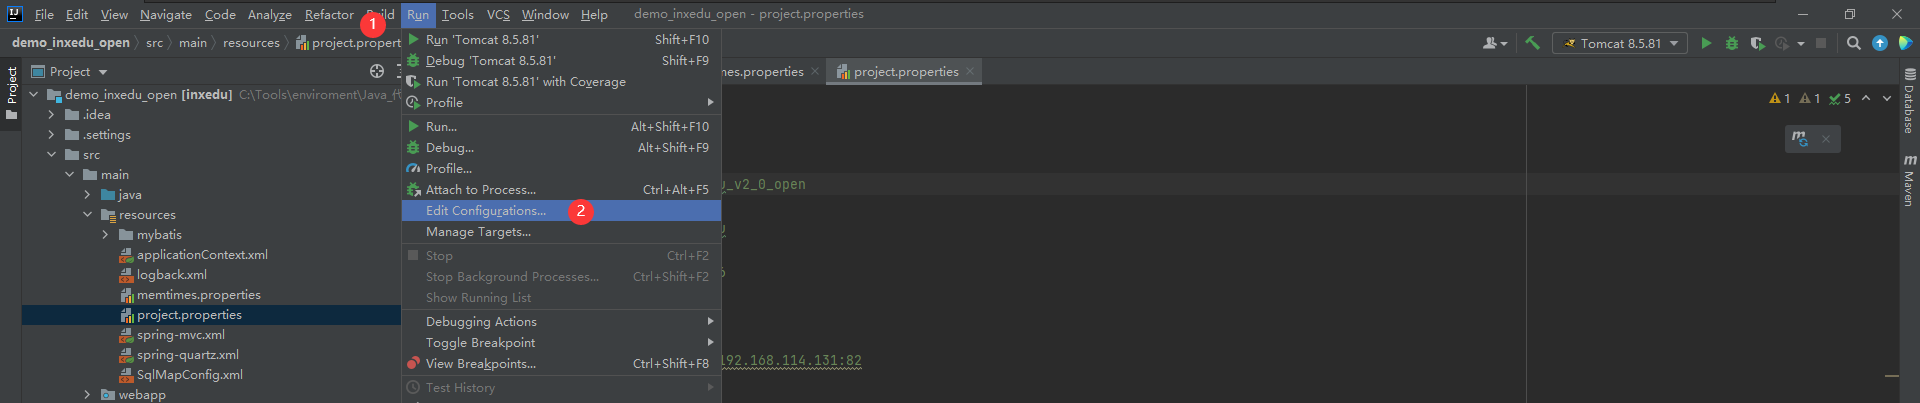 File Edit View Navigate Code Analyze Refactor Build Run Tools VCS Window Help demo_inxedu_open - project.properties
1
demo_inxedu_open src main resources project.propert
Tomcat 8.5.81
Project
mes.properties project.properties
Project
demo_inxedu_open [inxedu] C:\Tools\enviroment\Java_
.idea
.settings
src
main
java
resources
mybatis
applicationContext.xml
logback.xml
memtimes.properties
project.properties
spring-mvc.xml
spring-quartz.xml
SqlMapConfig.xml
webapp
Run 'Tomcat 8.5.81' Shift+F10
Debug 'Tomcat 8.5.81' Shift+F9
Run 'Tomcat 8.5.81' with Coverage
Profile
Run... Alt+Shift+F10
Debug... Alt+Shift+F9
Profile...
Attach to Process... Ctrl+Alt+F5
Edit Configurations... 2
Manage Targets...
Stop Ctrl+F2
Stop Background Processes... Ctrl+Shift+F2
Show Running List
Debugging Actions
Toggle Breakpoint
View Breakpoints... Ctrl+Shift+F8
Test History
1 1 5
_v2_0_open
192.168.114.131:82
Database
m Maven